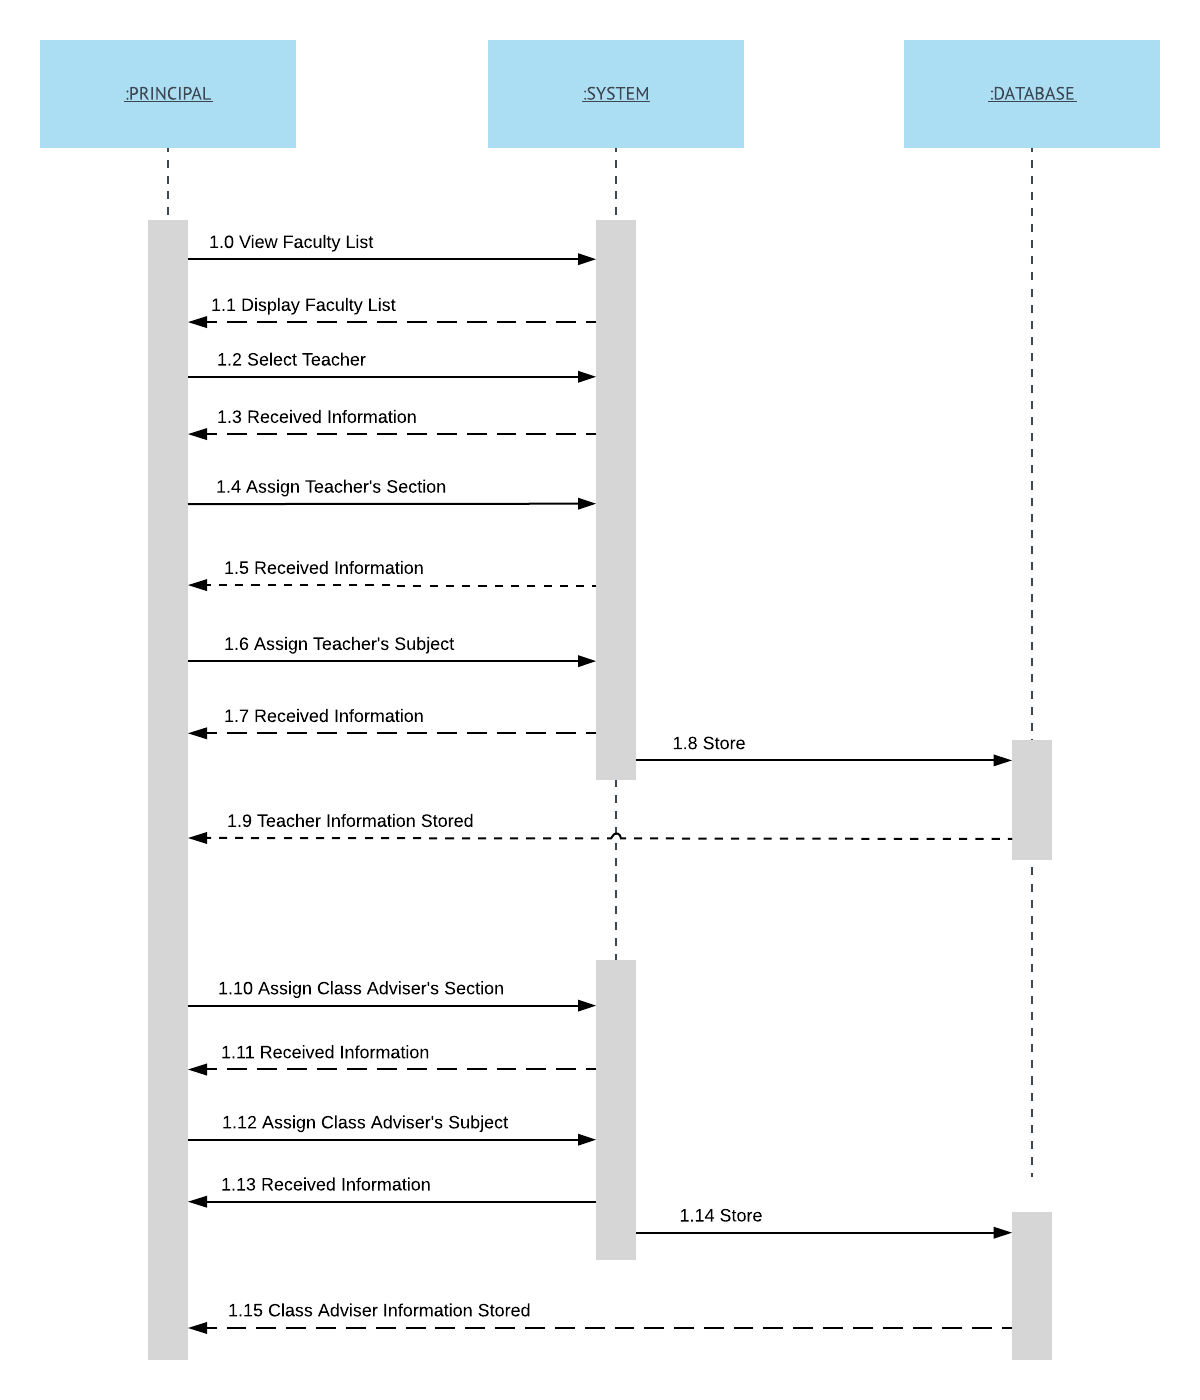 :PRINCIPAL
:SYSTEM
:DATABASE
1.0 View Faculty List
1.1 Display Faculty List
1.2 Select Teacher
1.3 Received Information
1.4 Assign Teacher's Section
1.5 Received Information
1.6 Assign Teacher's Subject
1.7 Received Information
1.8 Store
1.9 Teacher Information Stored
1.10 Assign Class Adviser's Section
1.11 Received Information
1.12 Assign Class Adviser's Subject
1.13 Received Information
1.14 Store
1.15 Class Adviser Information Stored